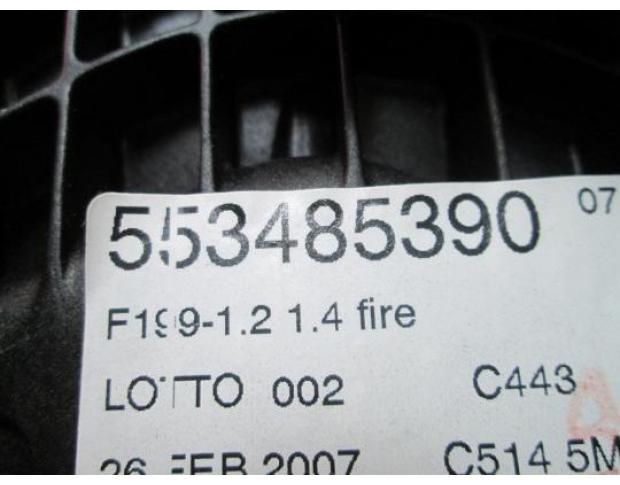 553485390 07
F199-1.2 1.4 fire
LOTTO 002 C443
26 FEB 2007 C514 5M